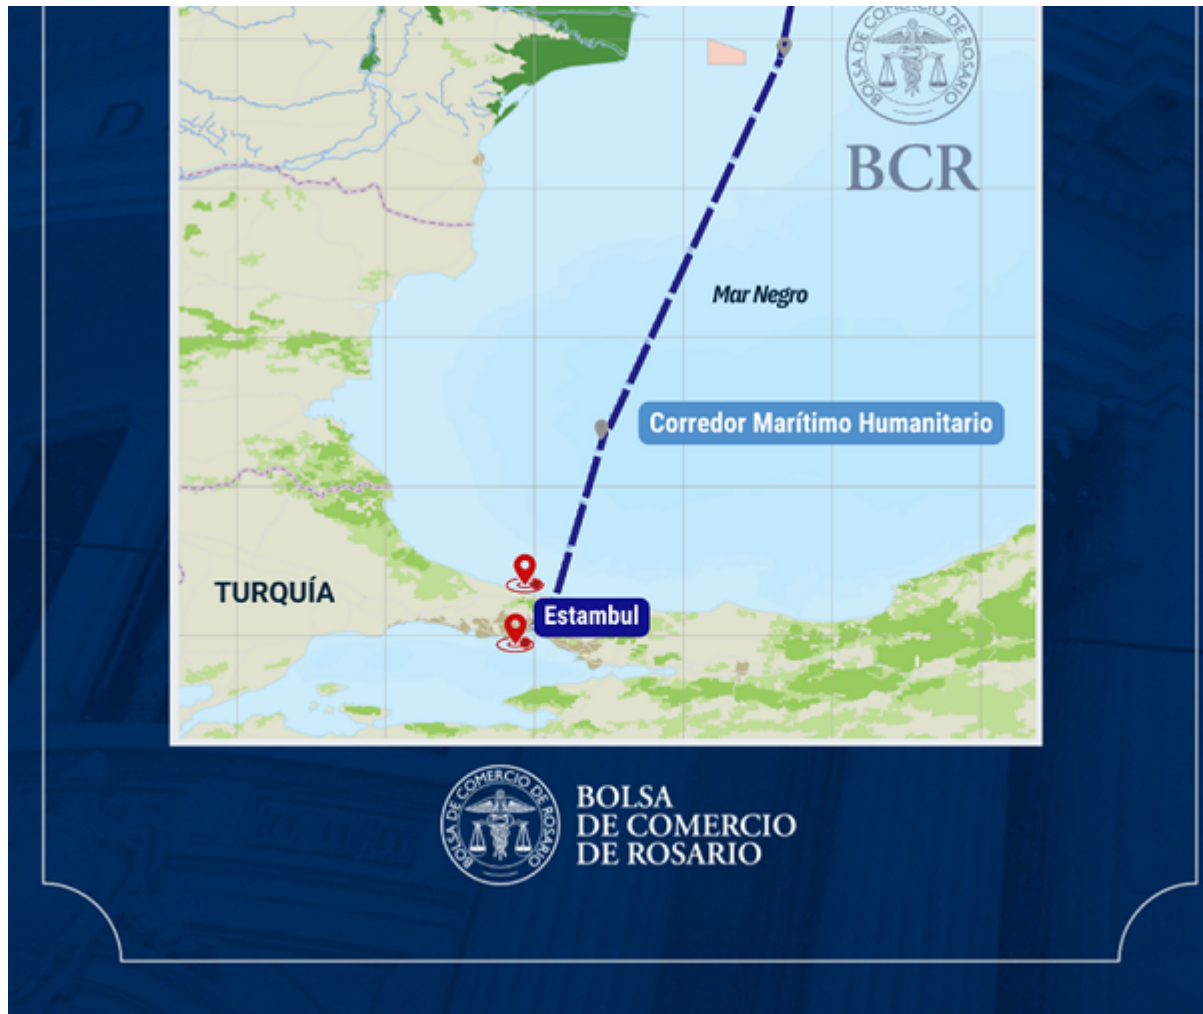 BOLSA DE COMERCIO DE ROSARIO
BCR
Mar Negro
Corredor Marítimo Humanitario
TURQUÍA
Estambul
BOLSA DE COMERCIO DE ROSARIO
BOLSA
DE COMERCIO
DE ROSARIO